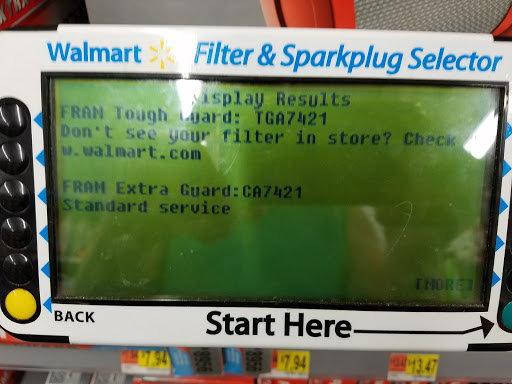 Walmart Filter & Sparkplug Selector
Display Results
FRAM Tough Guard: TGA7421
Don't see your filter in store? Check
w.walmart.com
FRAM Extra Guard:CA7421
Standard service
[MORE]
BACK
Start Here
$7.94
$7.94
$13.47